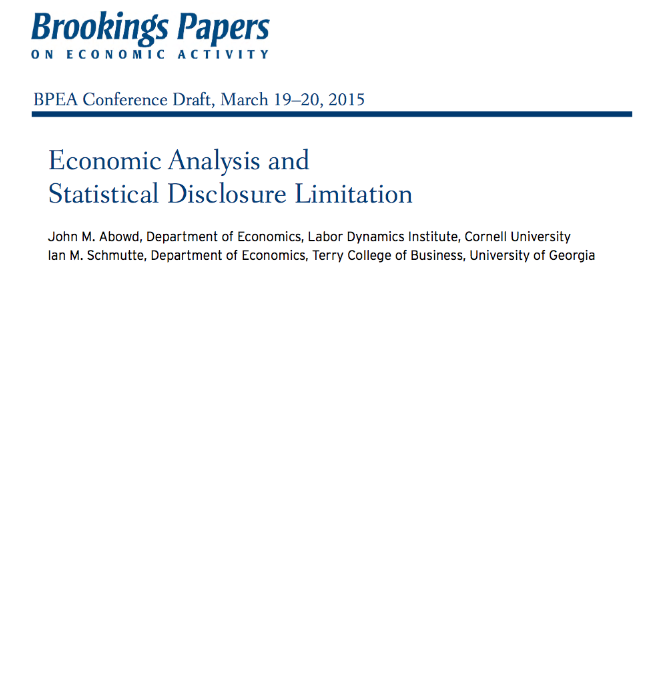 Brookings Papers
ON ECONOMIC ACTIVITY
BPEA Conference Draft, March 19–20, 2015
Economic Analysis and
Statistical Disclosure Limitation
John M. Abowd, Department of Economics, Labor Dynamics Institute, Cornell University
Ian M. Schmutte, Department of Economics, Terry College of Business, University of Georgia